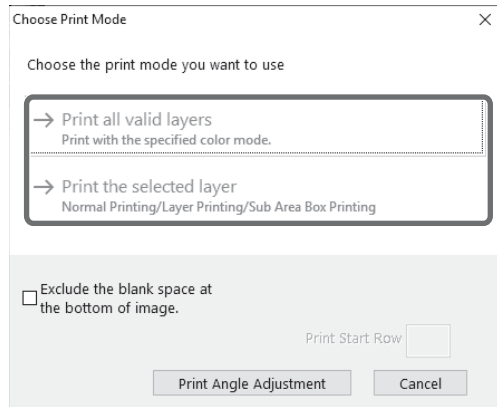 Choose Print Mode
Choose the print mode you want to use
Print all valid layers
Print with the specified color mode.
Print the selected layer
Normal Printing/Layer Printing/Sub Area Box Printing
Exclude the blank space at
the bottom of image.
Print Start Row
Print Angle Adjustment
Cancel